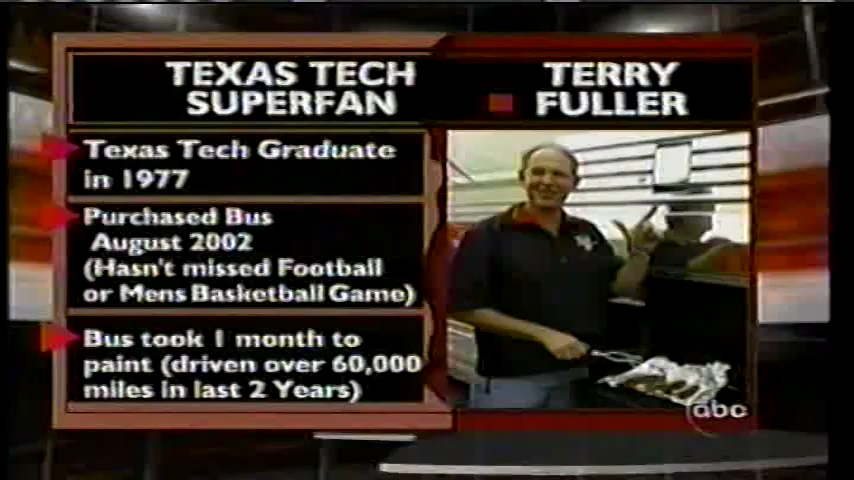 TEXAS TECH
SUPERFAN
TERRY
FULLER
Texas Tech Graduate
in 1977
Purchased Bus
August 2002
(Hasn't missed Football
or Mens Basketball Game)
Bus took 1 month to
paint (driven over 60,000
miles in last 2 Years)
abc